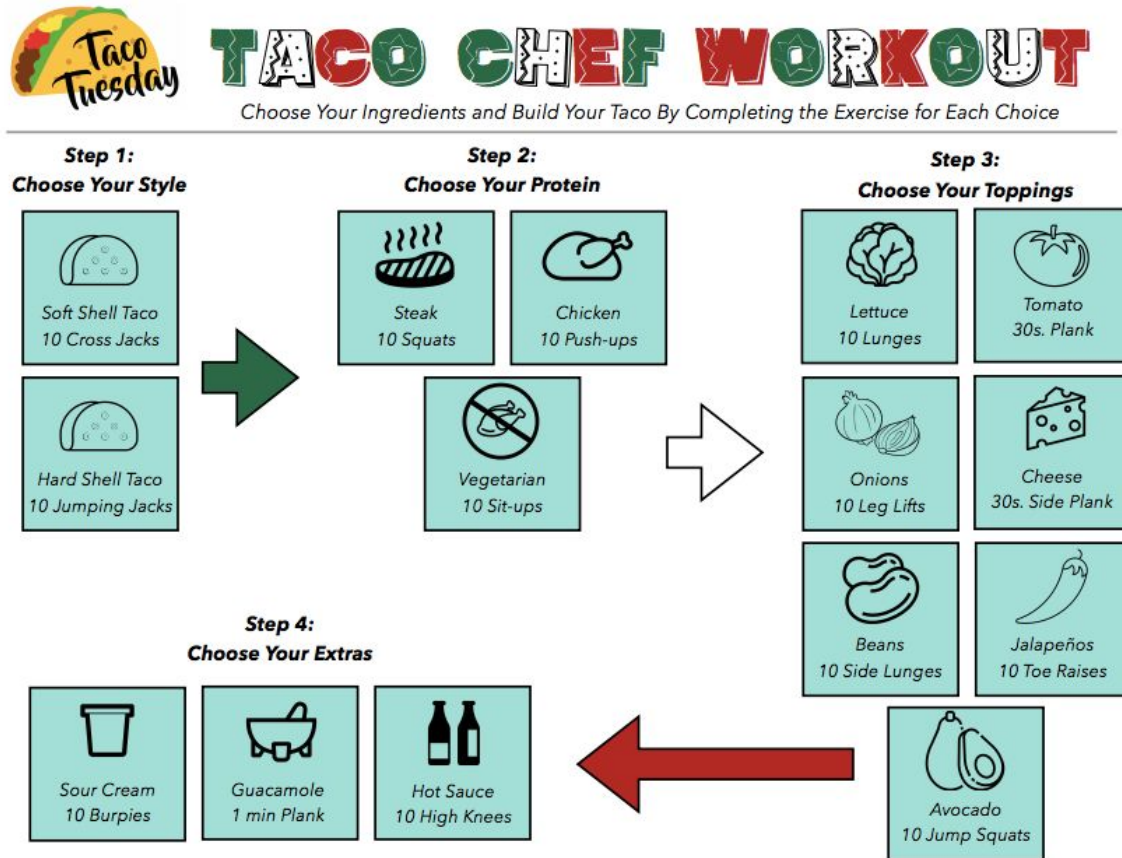 Taco
Tuesday
TACO CHEF WORKOUT
Choose Your Ingredients and Build Your Taco By Completing the Exercise for Each Choice
Step 1:
Choose Your Style
Soft Shell Taco
10 Cross Jacks
Hard Shell Taco
10 Jumping Jacks
Step 2:
Choose Your Protein
Steak
10 Squats
Chicken
10 Push-ups
Vegetarian
10 Sit-ups
Step 3:
Choose Your Toppings
Lettuce
10 Lunges
Tomato
30s. Plank
Onions
10 Leg Lifts
Cheese
30s. Side Plank
Beans
10 Side Lunges
Jalapeños
10 Toe Raises
Avocado
10 Jump Squats
Step 4:
Choose Your Extras
Sour Cream
10 Burpies
Guacamole
1 min Plank
Hot Sauce
10 High Knees